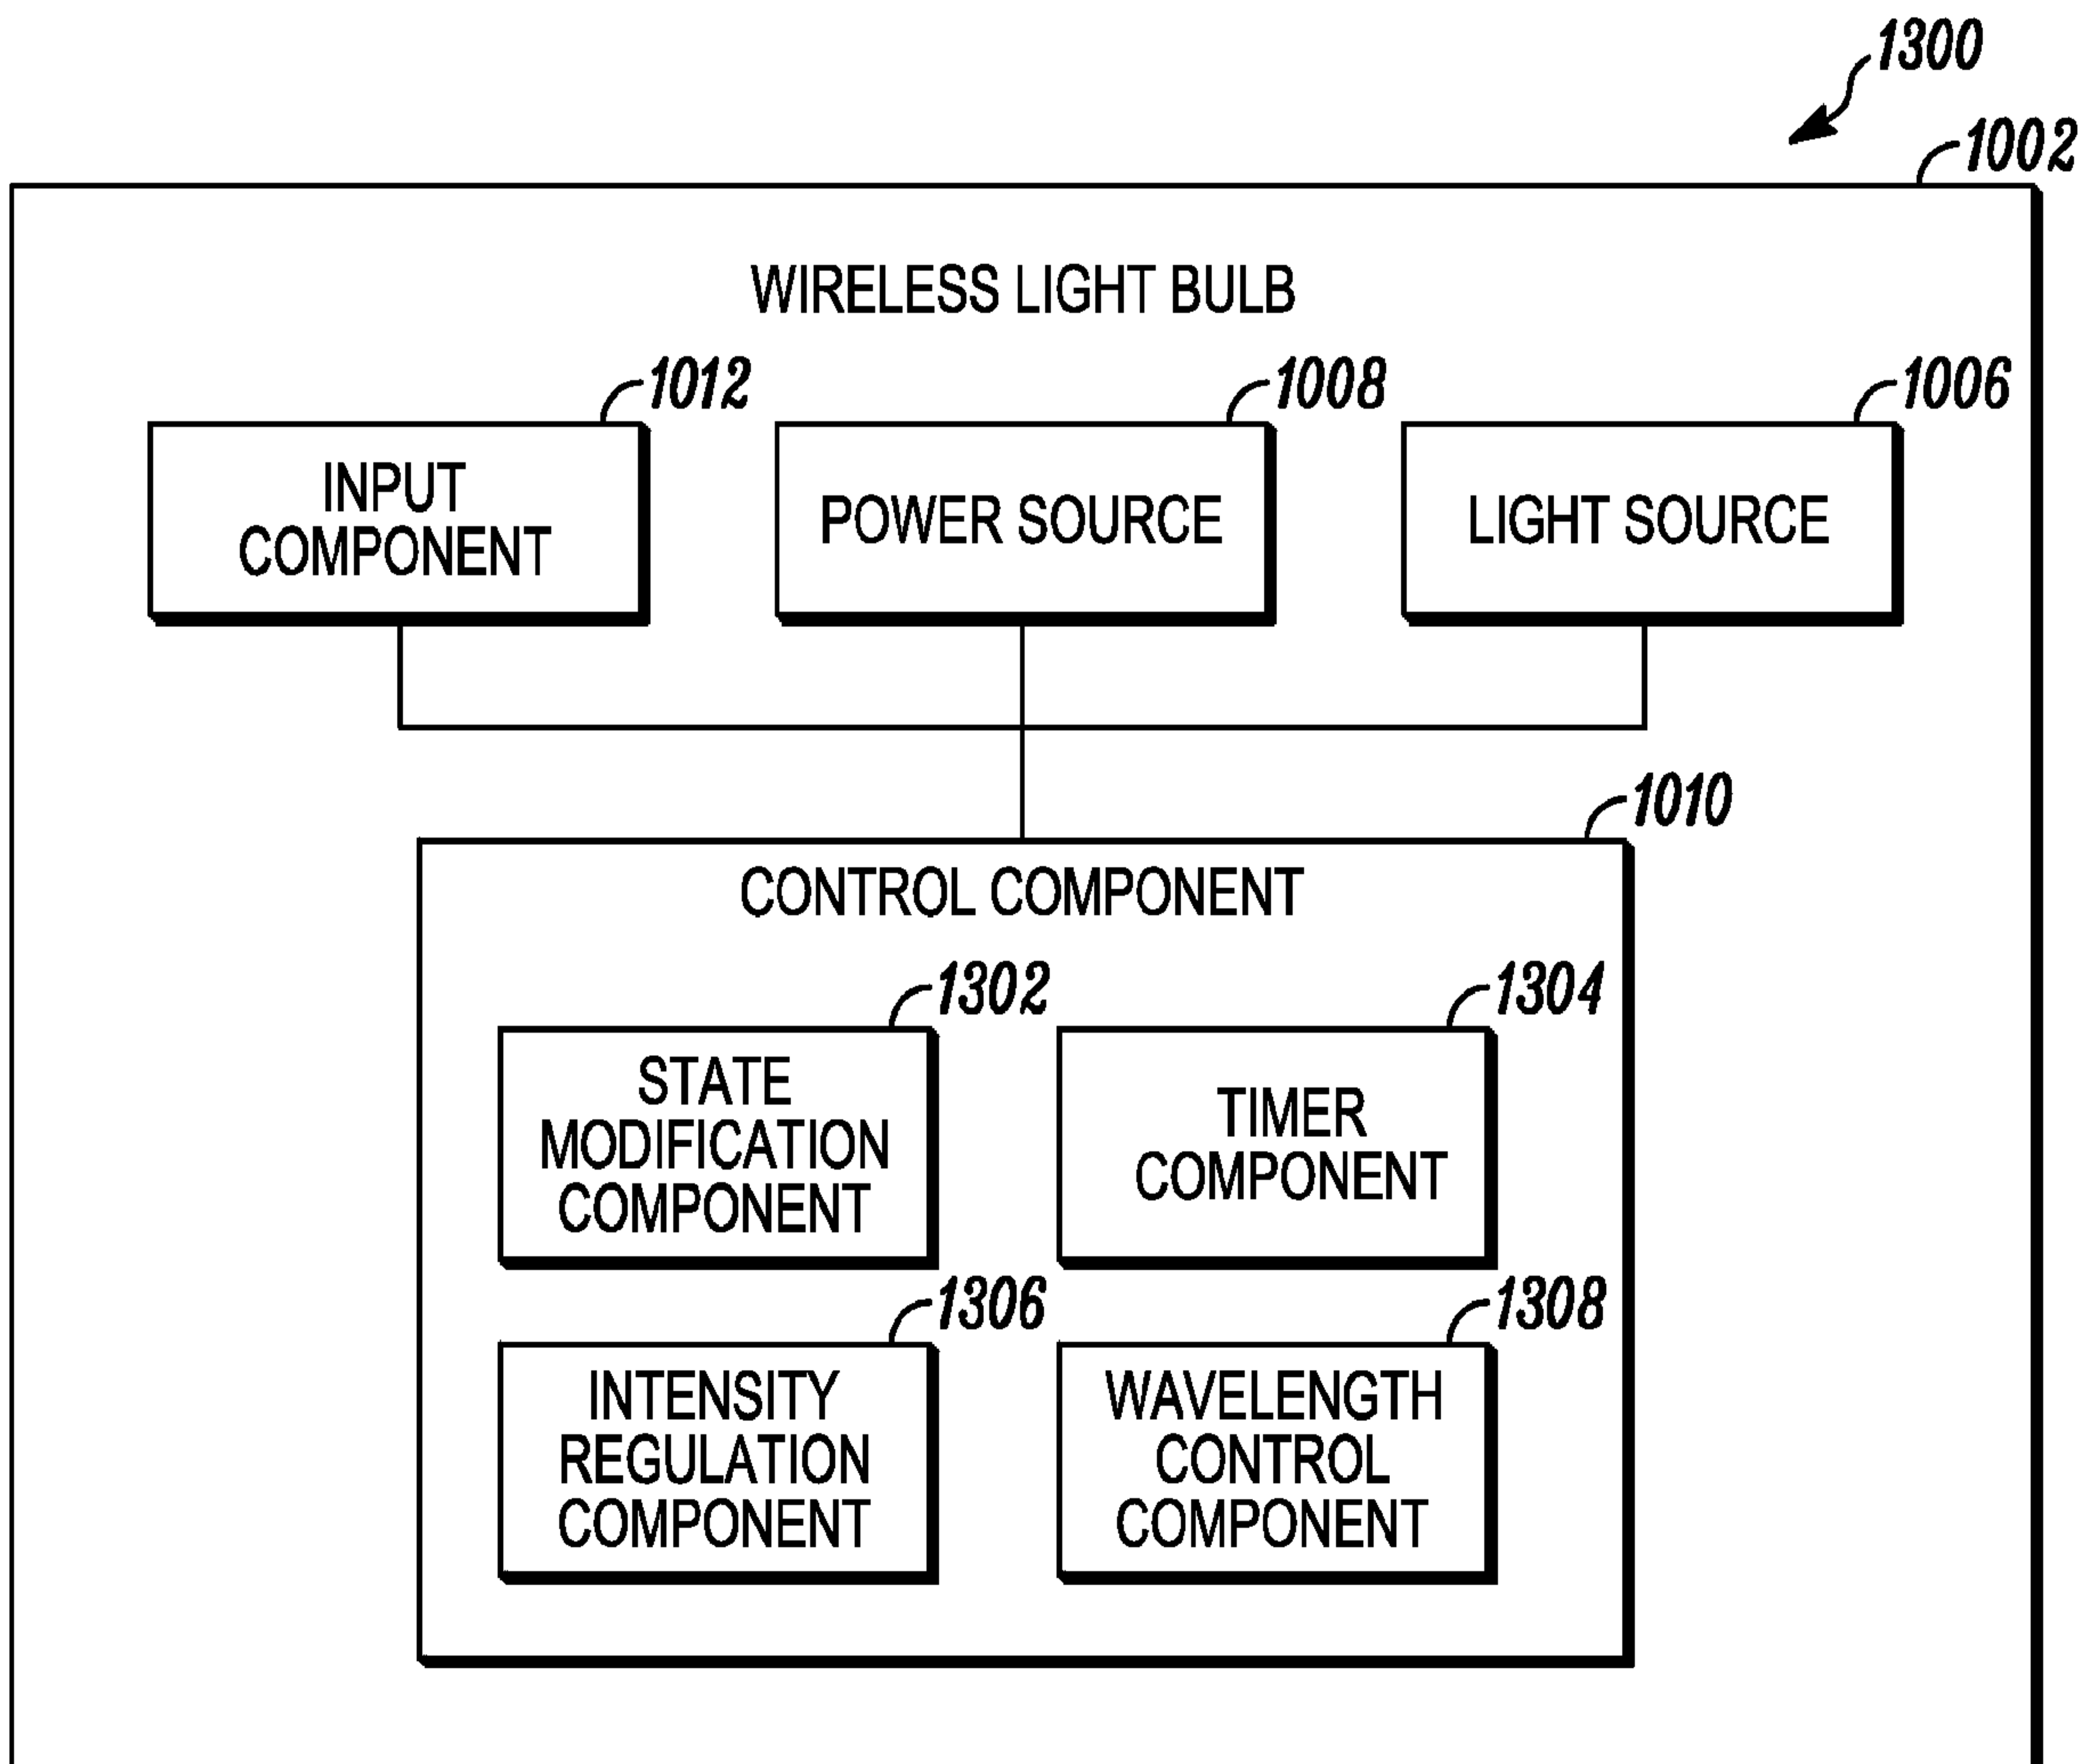 1300
1002
WIRELESS LIGHT BULB
1012
1008
1006
INPUT
COMPONENT
POWER SOURCE
LIGHT SOURCE
1010
CONTROL COMPONENT
1302
1304
STATE
MODIFICATION
COMPONENT
TIMER
COMPONENT
1306
1308
INTENSITY
REGULATION
COMPONENT
WAVELENGTH
CONTROL
COMPONENT